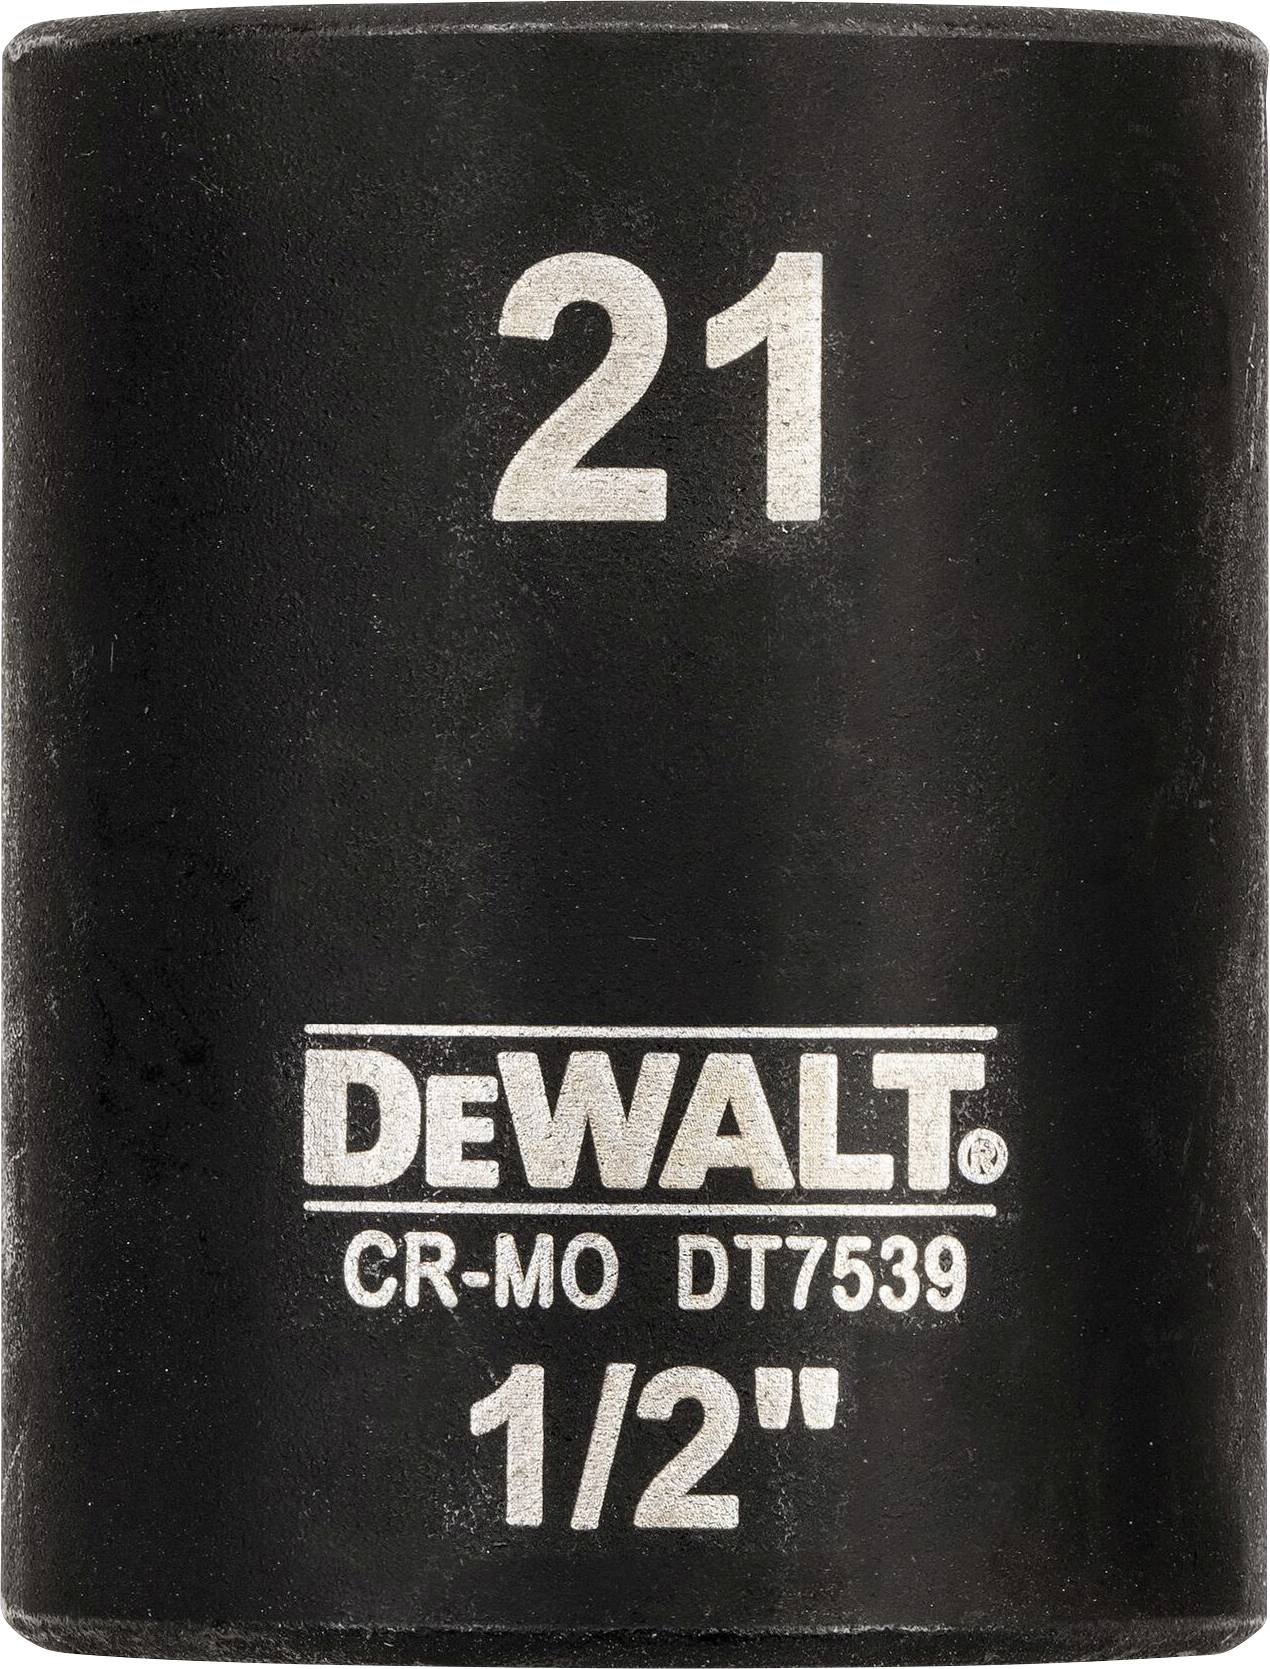 21
DEWALT®
CR-MO DT7539
1/2"